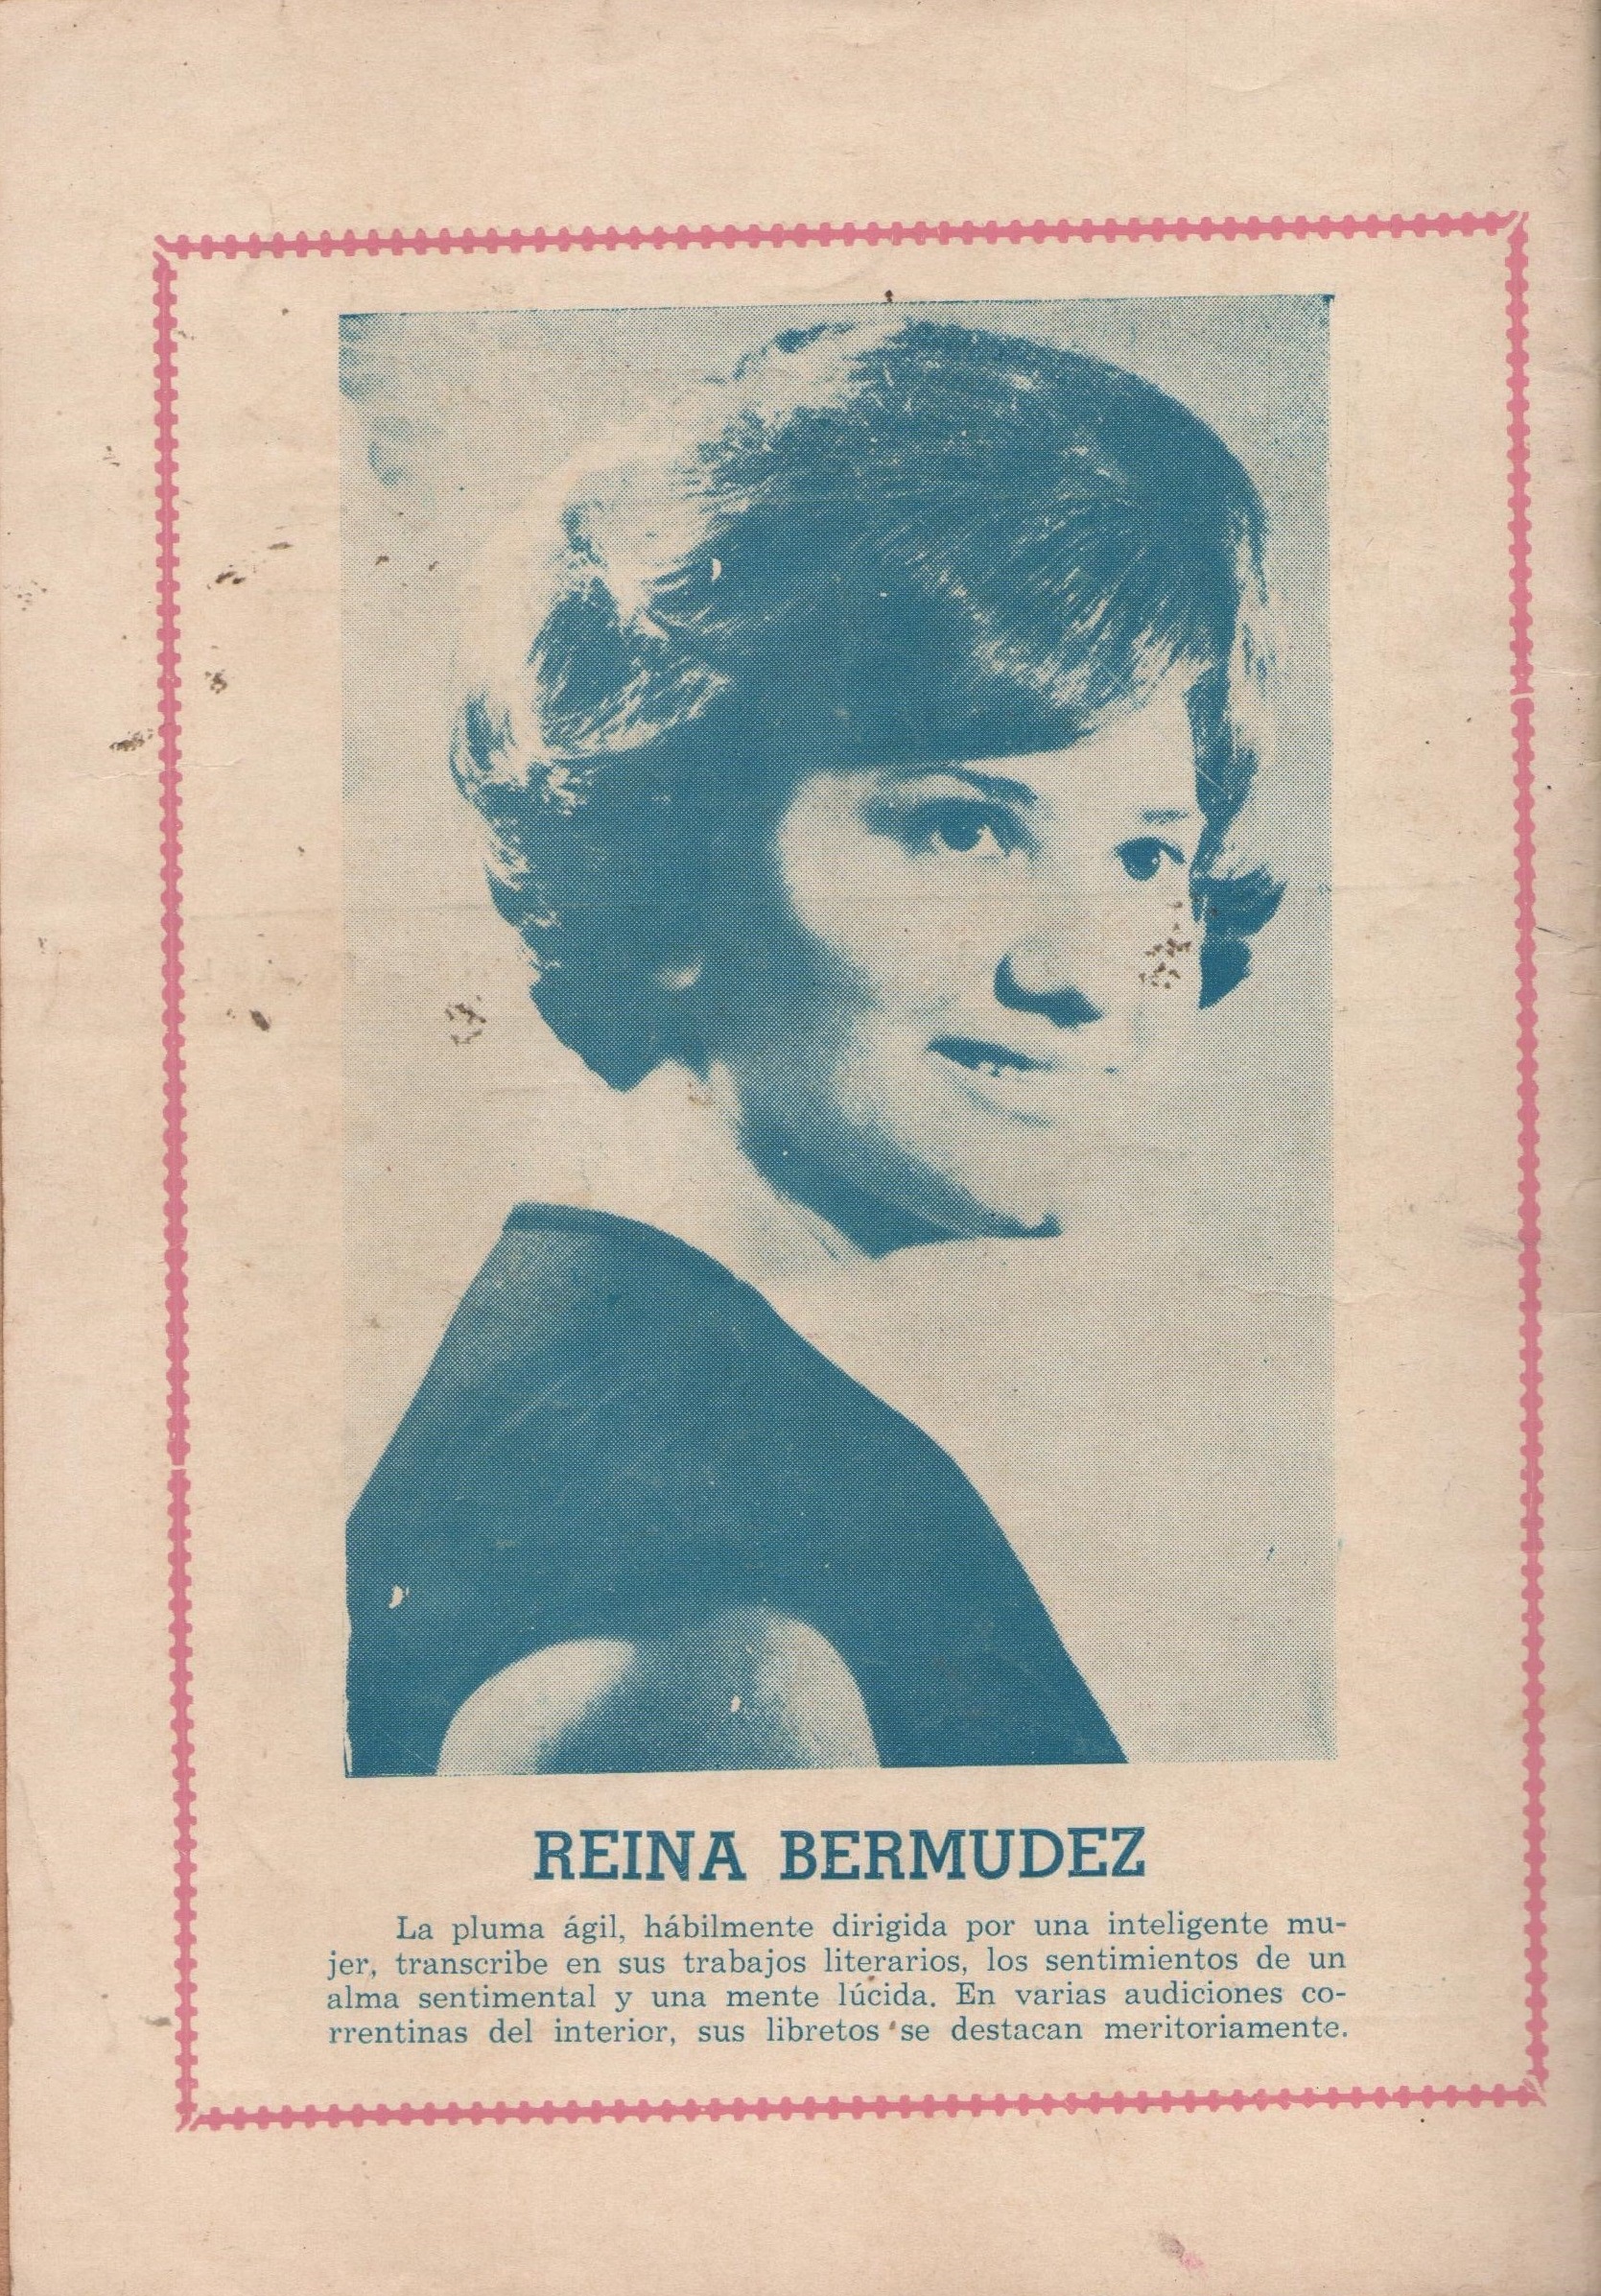 REINA BERMUDEZ
La pluma ágil, hábilmente dirigida por una inteligente mu-
jer, transcribe en sus trabajos literarios, los sentimientos de un
alma sentimental y una mente lúcida. En varias audiciones co-
rrentinas del interior, sus libretos se destacan meritoriamente.